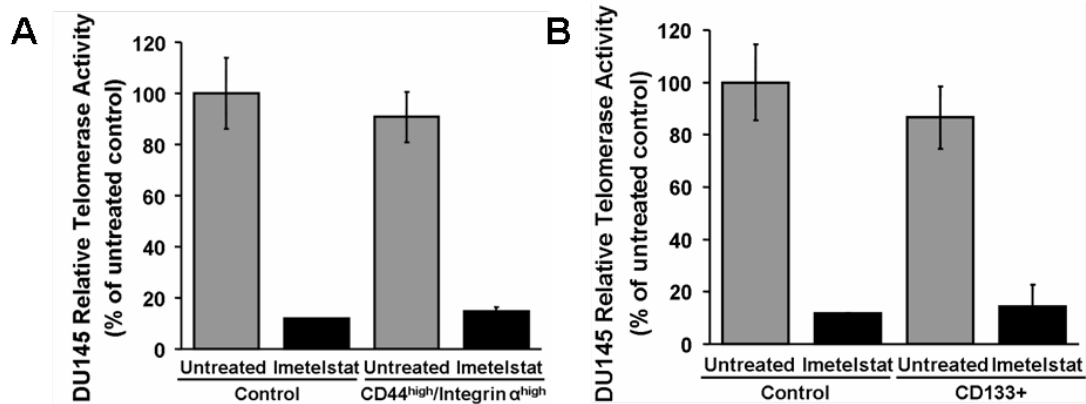 A
DU145 Relative Telomerase Activity
(% of untreated control)
120
100
80
60
40
20
0
Untreated Imetelstat Untreated Imetelstat
Control CD44high/Integrin αhigh
B
DU145 Relative Telomerase Activity
(% of untreated control)
120
100
80
60
40
20
0
Untreated Imetelstat Untreated Imetelstat
Control CD133+